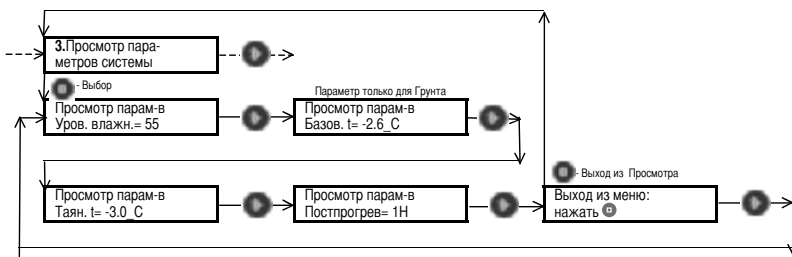 3.Просмотр пара-
метров системы
- Выбор
Параметр только для Грунта
Просмотр парам-в
Уров. влажн.= 55
Просмотр парам-в
Базов. t= -2.6_C
- Выход из Просмотра
Просмотр парам-в
Таян. t= -3.0_C
Просмотр парам-в
Постпрогрев= 1Н
Выход из меню:
нажать